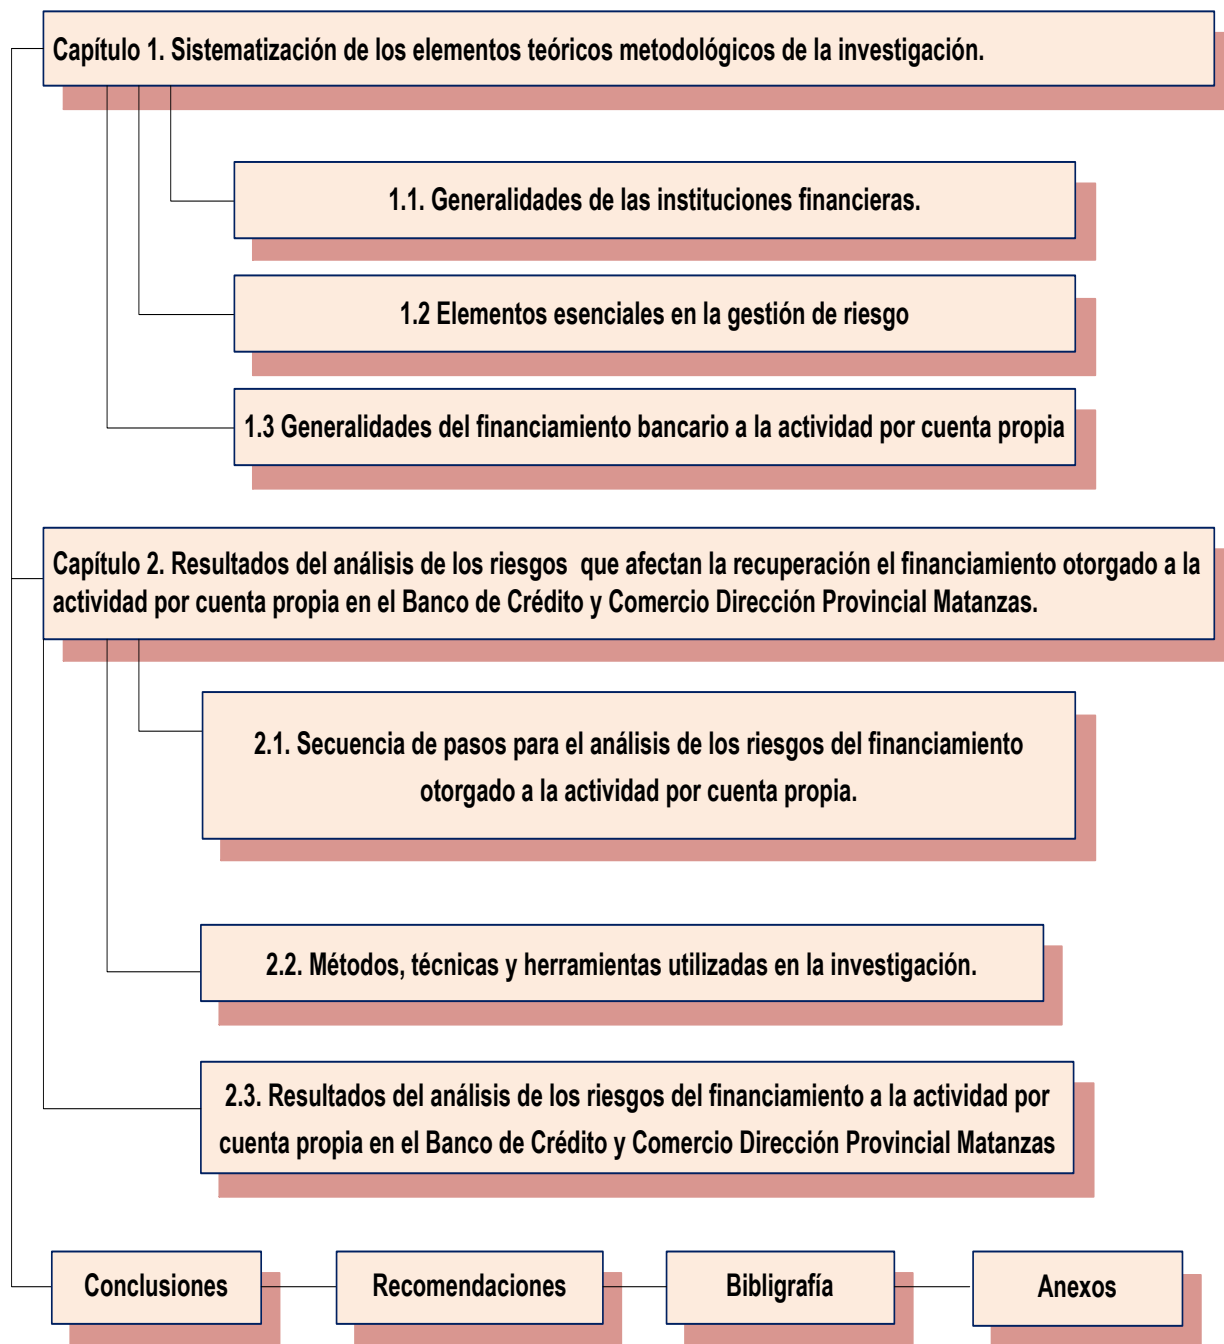 Capítulo 1. Sistematización de los elementos teóricos metodológicos de la investigación.
1.1. Generalidades de las instituciones financieras.
1.2 Elementos esenciales en la gestión de riesgo
1.3 Generalidades del financiamiento bancario a la actividad por cuenta propia
Capítulo 2. Resultados del análisis de los riesgos que afectan la recuperación el financiamiento otorgado a la
actividad por cuenta propia en el Banco de Crédito y Comercio Dirección Provincial Matanzas.
2.1. Secuencia de pasos para el análisis de los riesgos del financiamiento
otorgado a la actividad por cuenta propia.
2.2. Métodos, técnicas y herramientas utilizadas en la investigación.
2.3. Resultados del análisis de los riesgos del financiamiento a la actividad por
cuenta propia en el Banco de Crédito y Comercio Dirección Provincial Matanzas
Conclusiones
Recomendaciones
Bibligrafía
Anexos